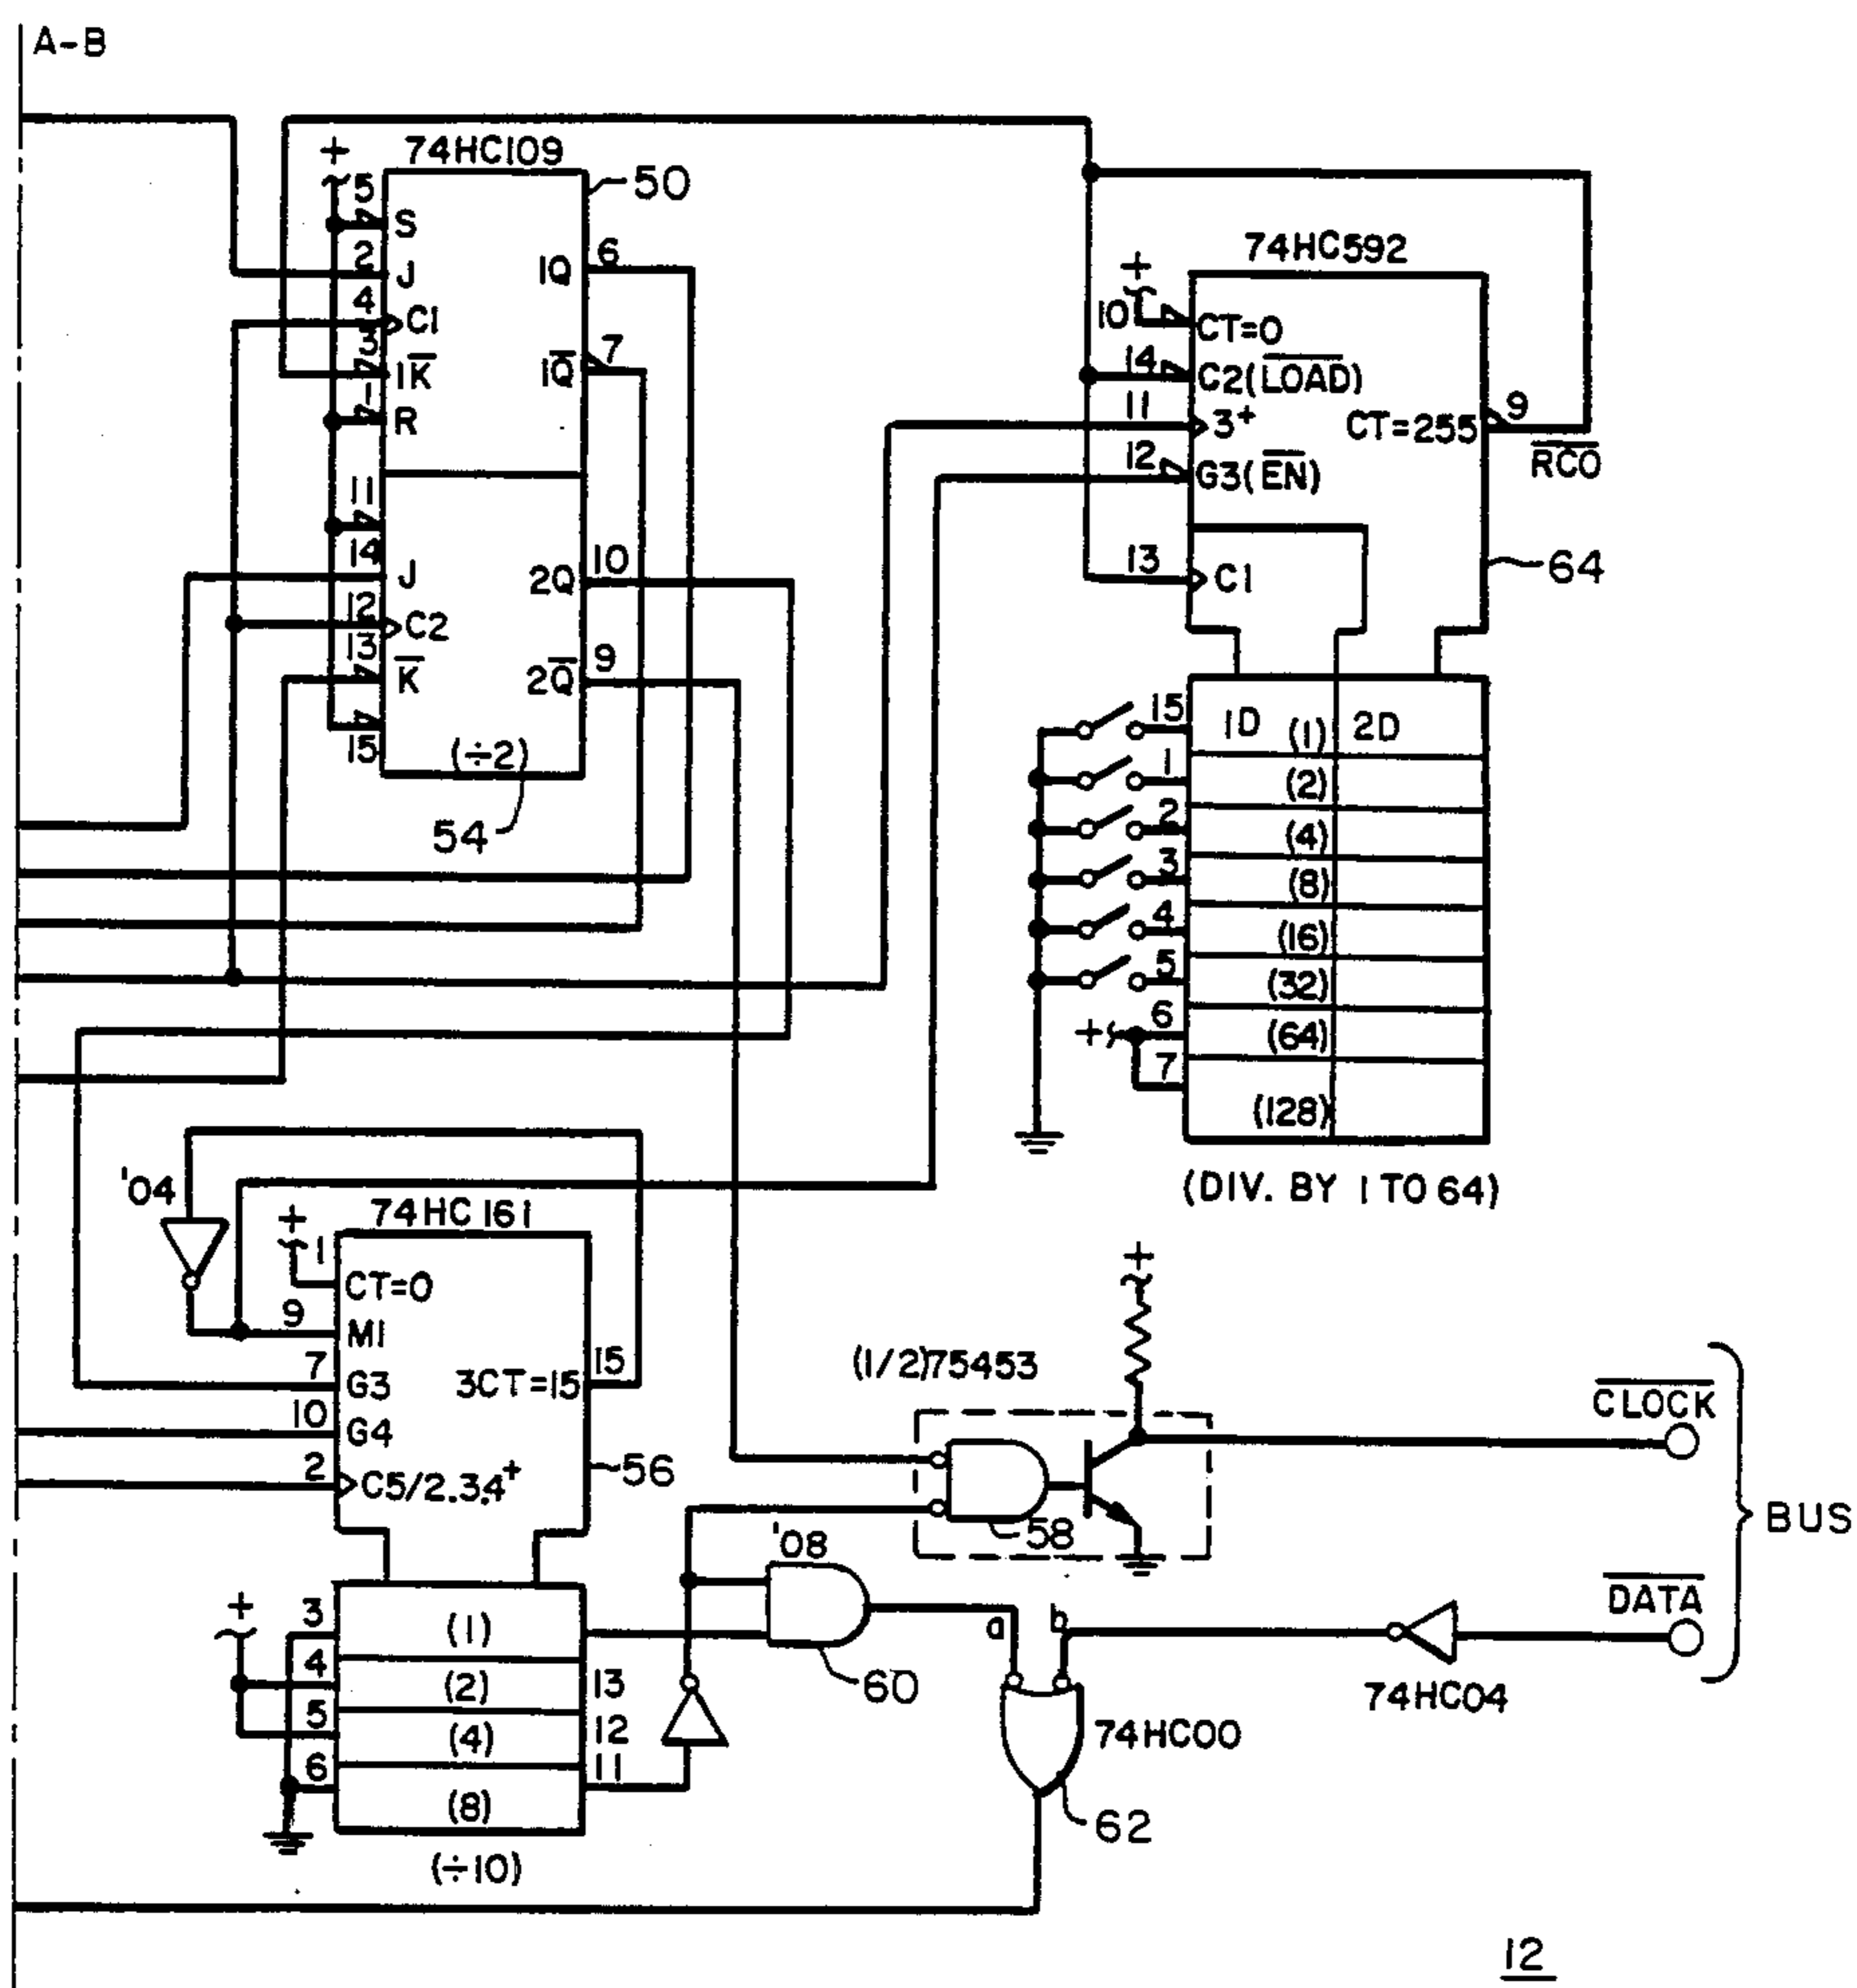 A-B
+
74HC109
50
5
S
2
J
4
C1
3
1K̅
1
R
1Q
6
1Q̅
7
11
14
J
12
C2
13
K̅
15
2Q
10
2Q̅
9
(÷2)
54
74HC592
+
10
CT=0
14
C2(L̅O̅A̅D̅)
11
3+
12
G3(E̅N̅)
13
C1
CT=255
9
R̅C̅O̅
64
15
1D
(1)
2D
1
(2)
2
(4)
3
(8)
4
(16)
5
(32)
+
6
(64)
7
(128)
(DIV. BY 1 TO 64)
'04
74HC161
+
1
CT=0
9
M1
7
G3
3CT=15
15
10
G4
2
C5/2.3.4+
56
+
3
(1)
4
(2)
13
5
(4)
12
6
(8)
11
(÷10)
+
(1/2)75453
58
'08
60
a
b
74HC00
62
74HC04
C̅L̅O̅C̅K̅
D̅A̅T̅A̅
BUS
12